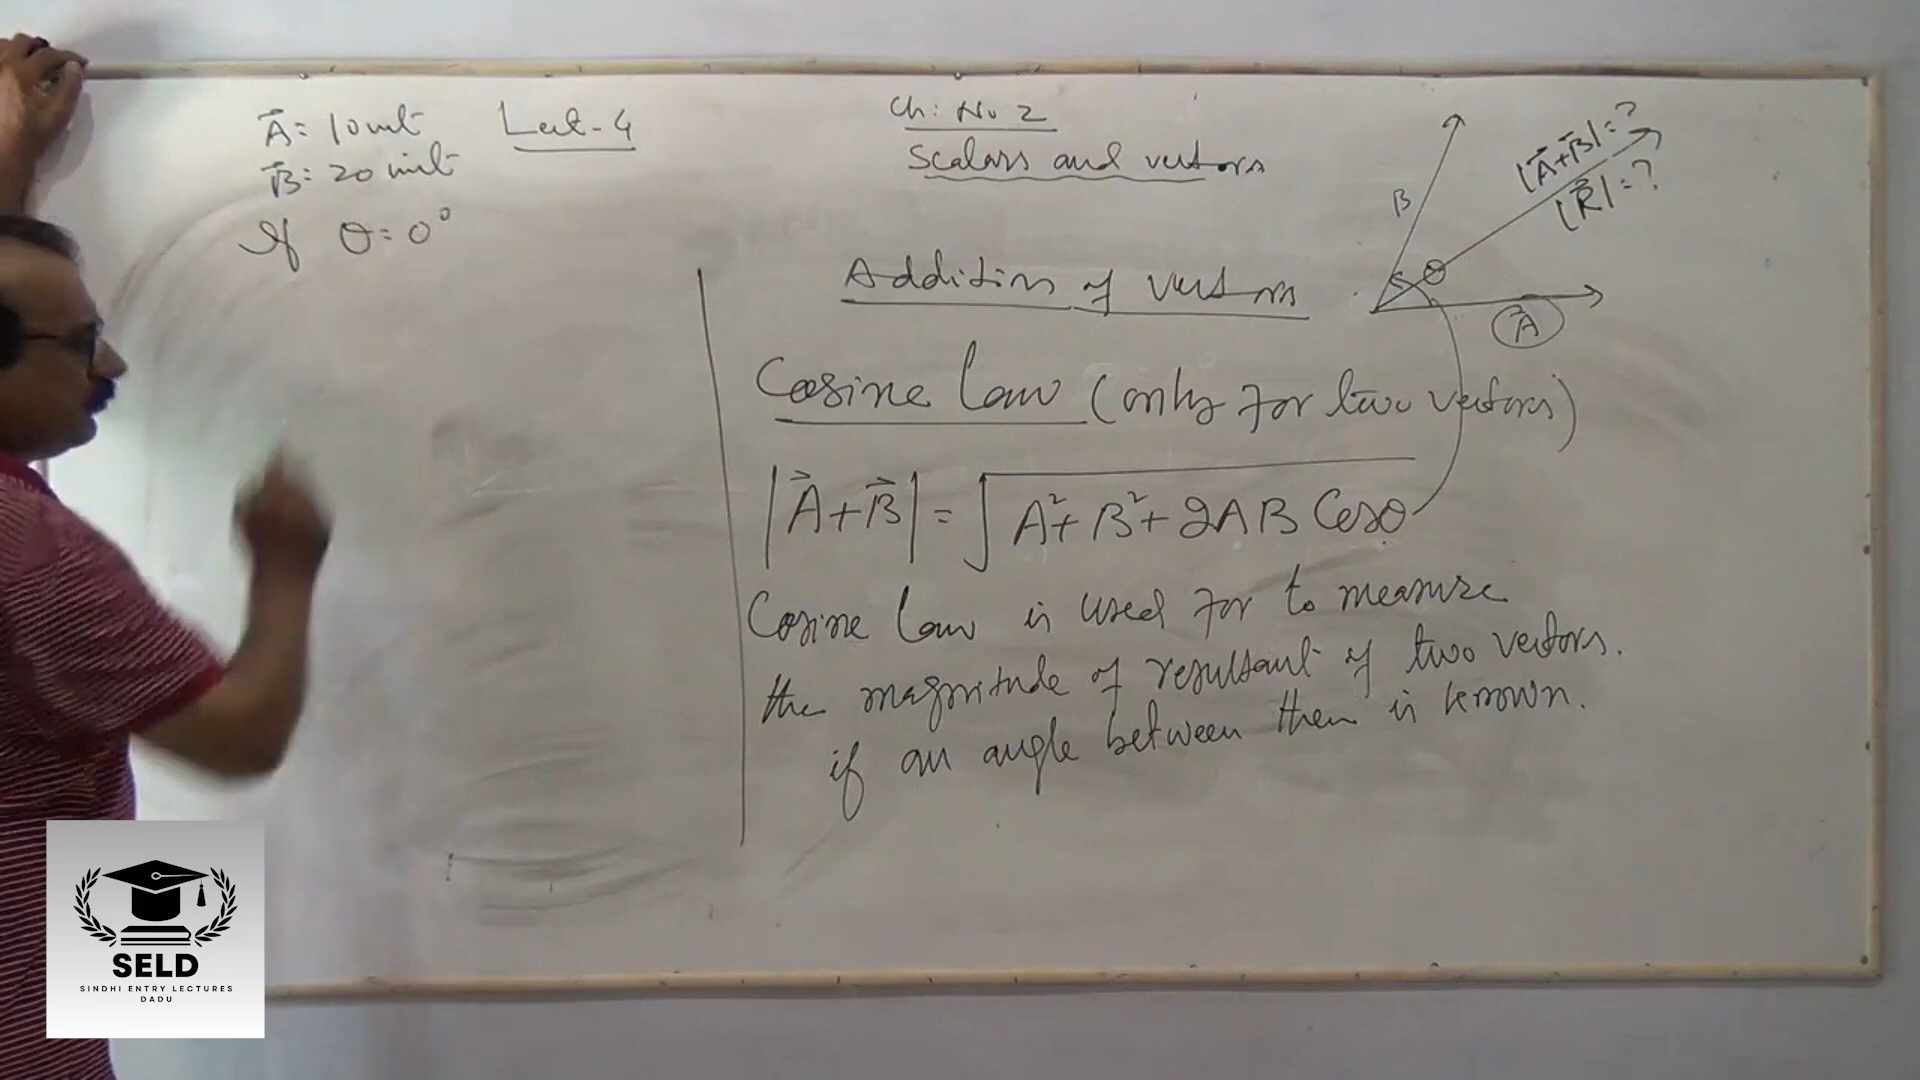 A⃗= 10 unit
B⃗= 20 unit
If θ= 0°
Lect-4
Ch: No 2
Scalars and vectors
Addition of vectors
B
|A⃗+B⃗|=?
|R⃗|=?
θ
A⃗
Cosine Law (only for two vectors)
|A⃗+B⃗| = √A²+B²+2AB Cosθ
Cosine Law is used for to measure
the magnitude of resultant of two vectors.
if an angle between them is known.
SELD
SINDHI ENTRY LECTURES
DADU